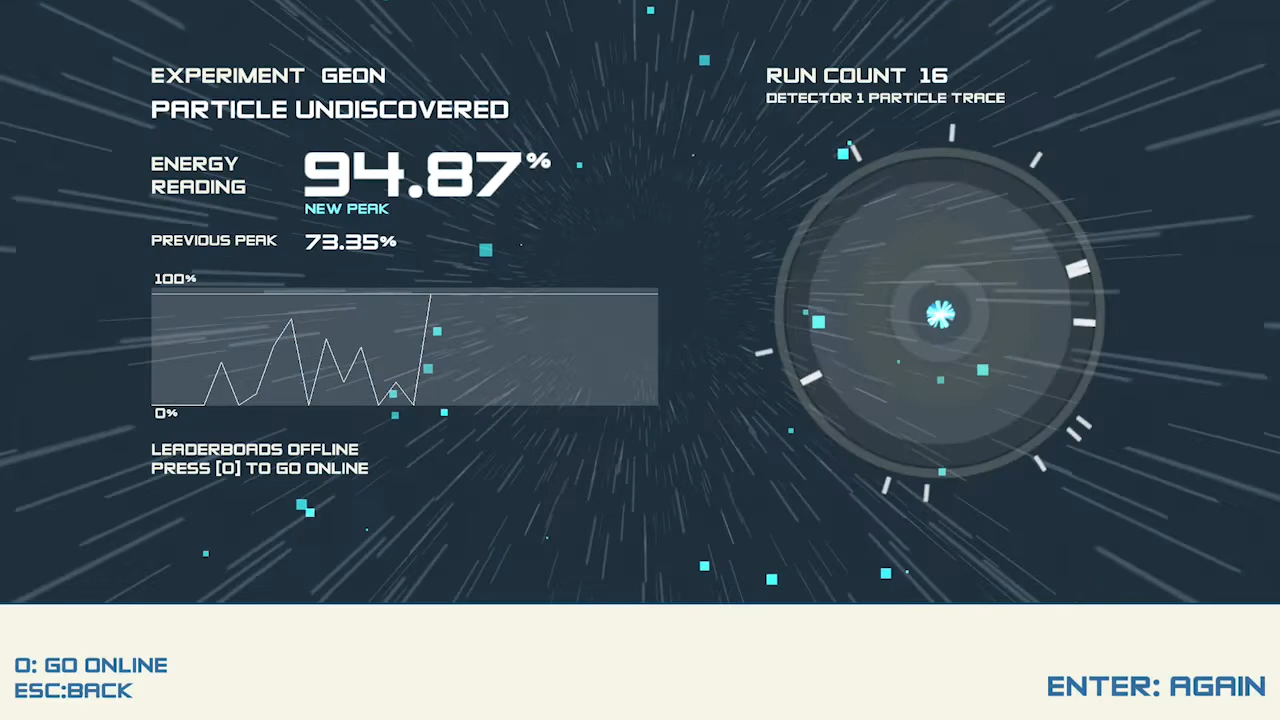 EXPERIMENT GEON
PARTICLE UNDISCOVERED
ENERGY
READING
94.87%
NEW PEAK
PREVIOUS PEAK 73.35%
100%
0%
LEADERBOADS OFFLINE
PRESS [O] TO GO ONLINE
RUN COUNT 16
DETECTOR 1 PARTICLE TRACE
O: GO ONLINE
ESC:BACK
ENTER: AGAIN